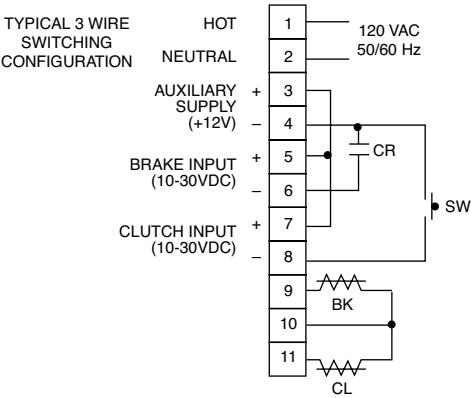 TYPICAL 3 WIRE
SWITCHING
CONFIGURATION
HOT 1
120 VAC
50/60 Hz
NEUTRAL 2
AUXILIARY
SUPPLY
(+12V)
+ 3
– 4
BRAKE INPUT
(10-30VDC)
+ 5
– 6
CR
SW
CLUTCH INPUT
(10-30VDC)
+ 7
– 8
9
BK
10
11
CL